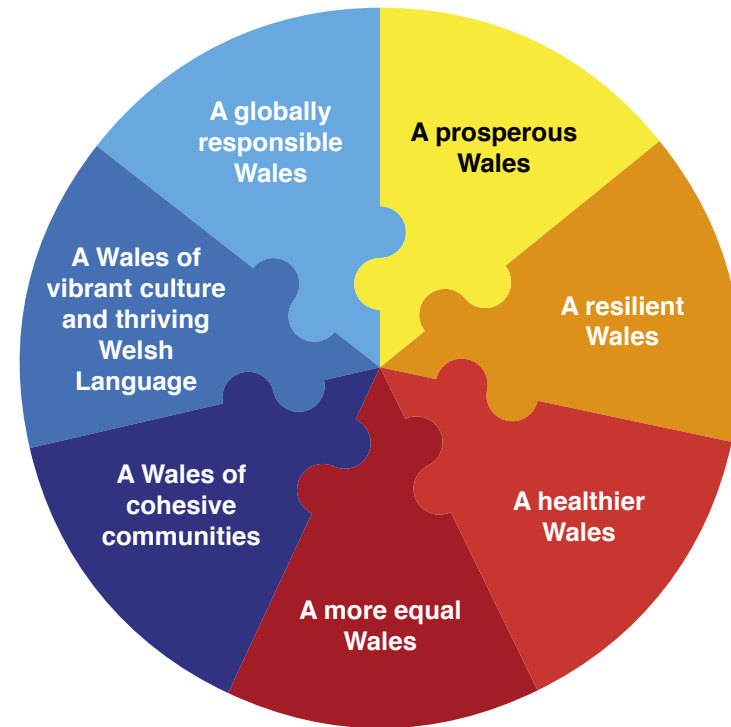 A prosperous
Wales
A resilient
Wales
A healthier
Wales
A more equal
Wales
A Wales of
cohesive
communities
A Wales of
vibrant culture
and thriving
Welsh
Language
A globally
responsible
Wales